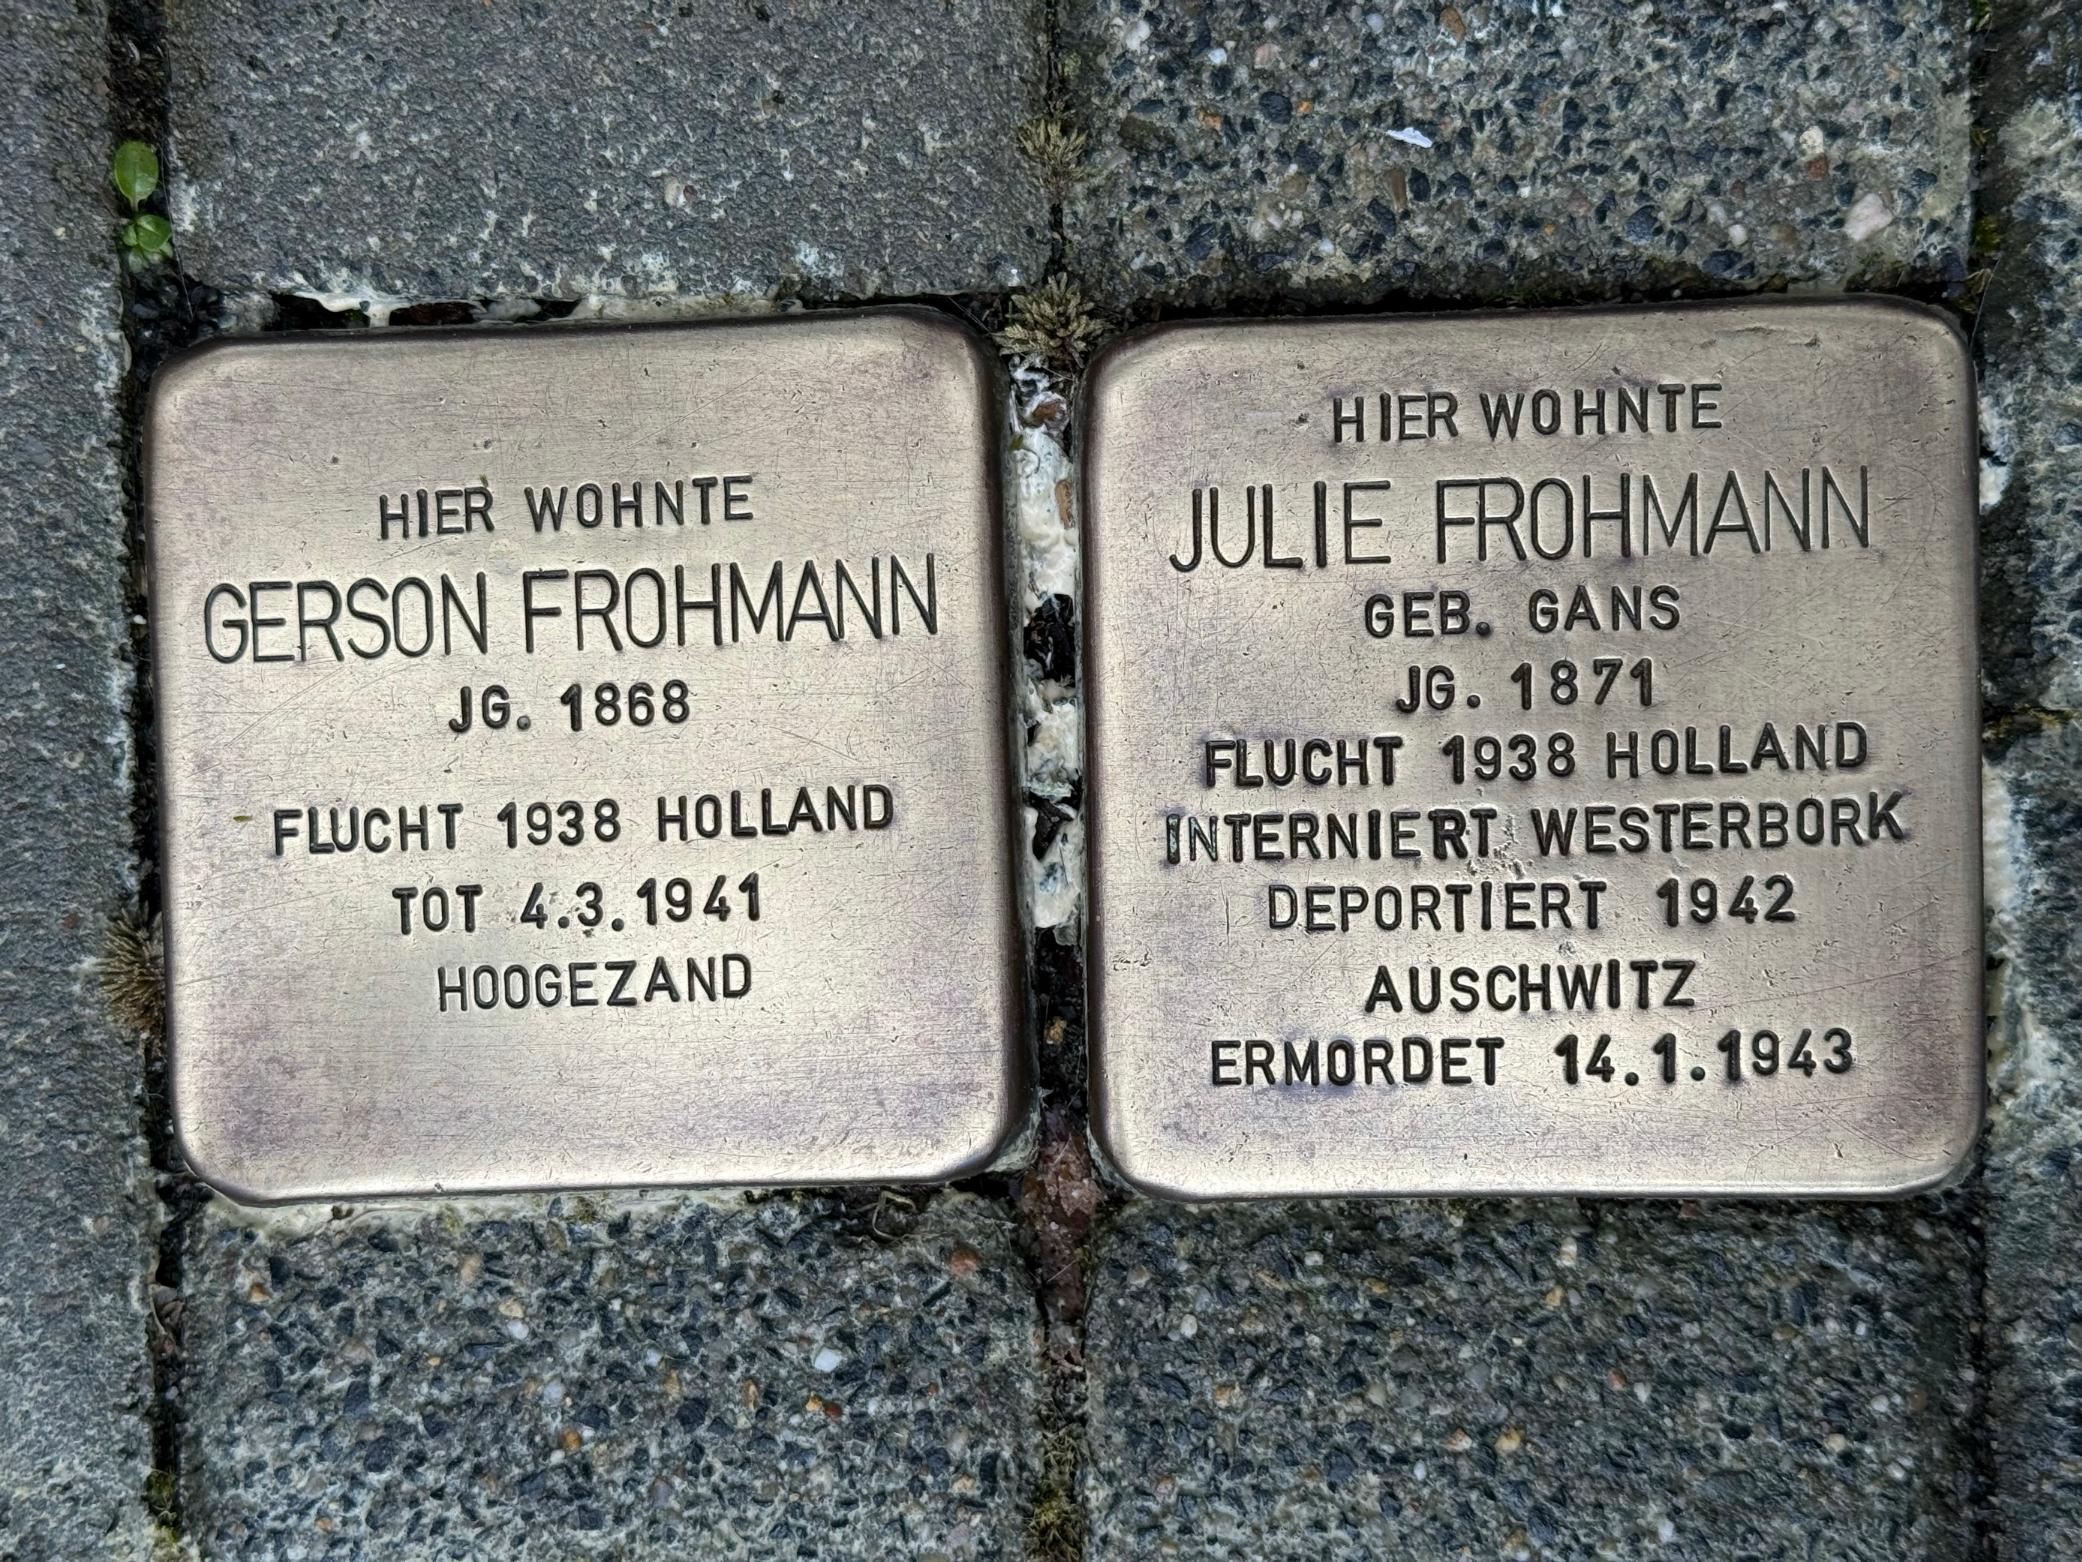 HIER WOHNTE
GERSON FROHMANN
JG. 1868
FLUCHT 1938 HOLLAND
TOT 4.3.1941
HOOGEZAND
HIER WOHNTE
JULIE FROHMANN
GEB. GANS
JG. 1871
FLUCHT 1938 HOLLAND
INTERNIERT WESTERBORK
DEPORTIERT 1942
AUSCHWITZ
ERMORDET 14.1.1943